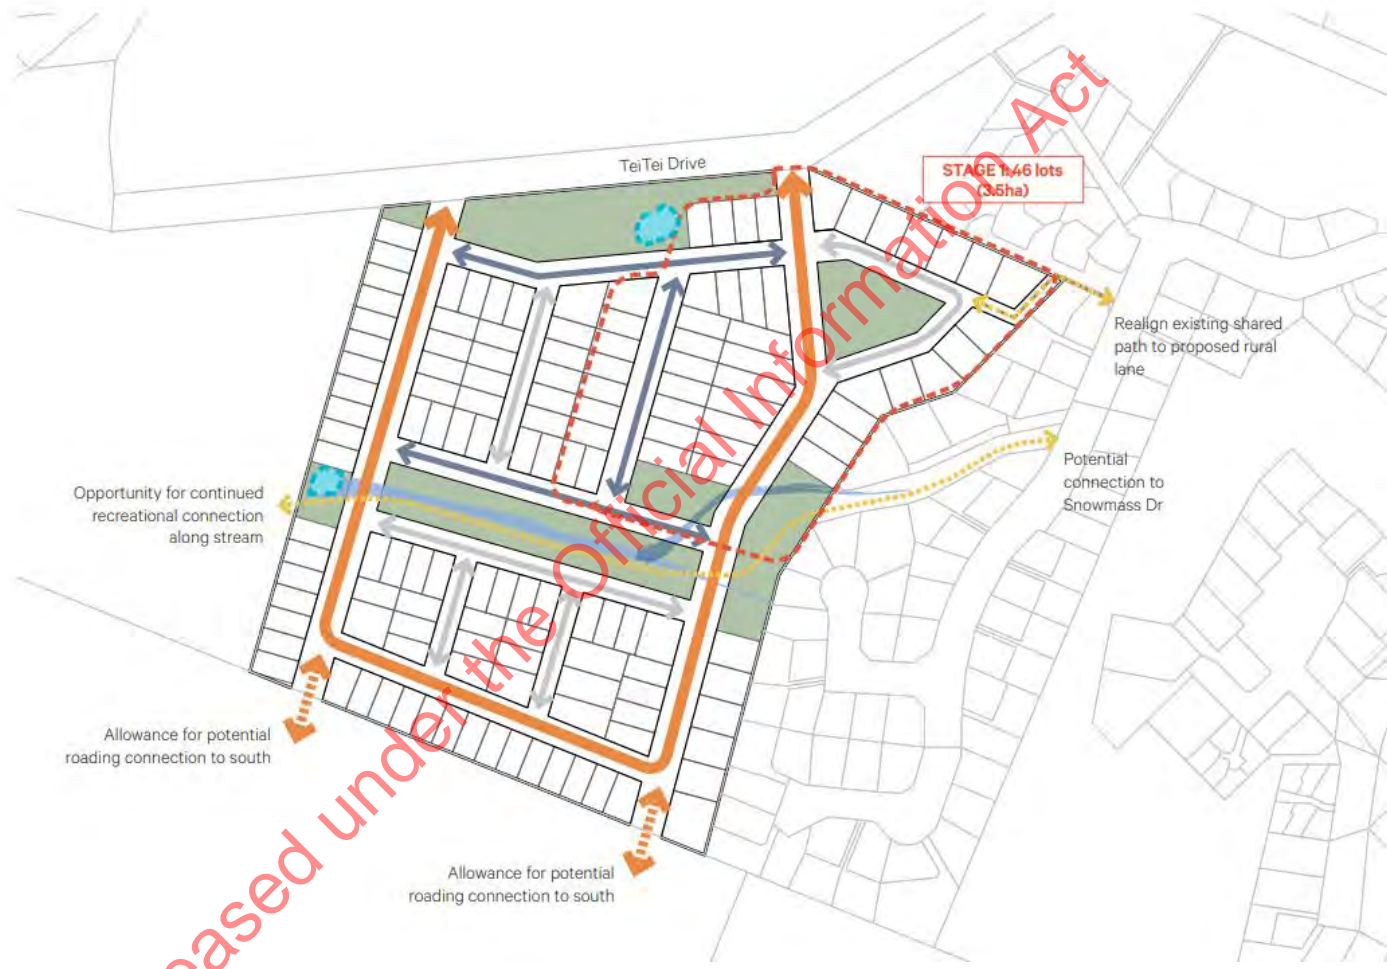 TeiTei Drive
STAGE 1:46 lots
(3.5ha)
Realign existing shared
path to proposed rural
lane
Potential
connection to
Snowmass Dr
Opportunity for continued
recreational connection
along stream
Allowance for potential
roading connection to south
Allowance for potential
roading connection to south
eased under the Official Information Act